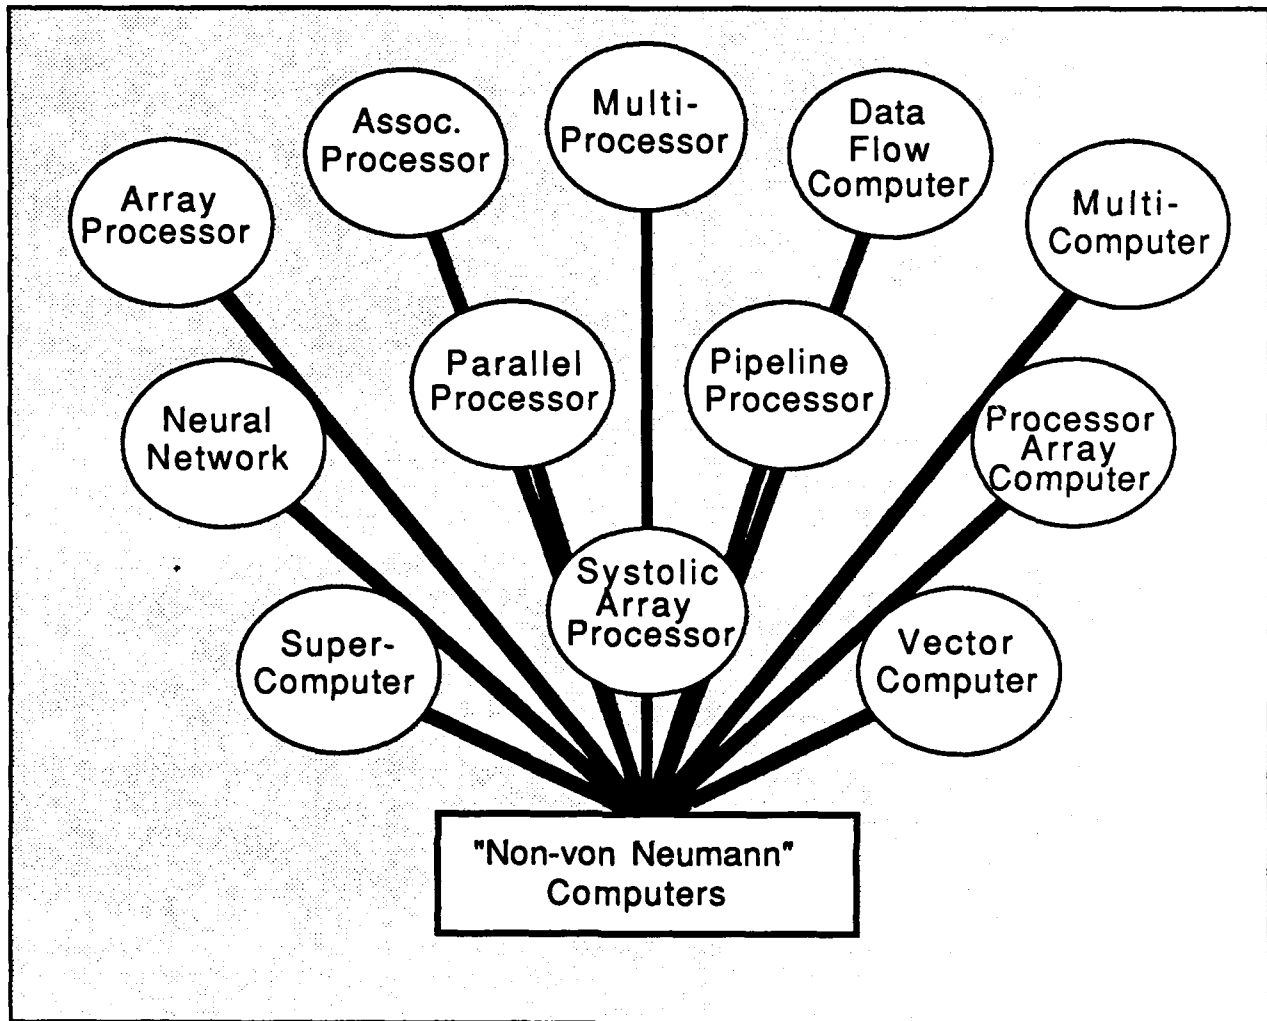 Multi-
Processor
Assoc.
Processor
Data
Flow
Computer
Array
Processor
Multi-
Computer
Parallel
Processor
Pipeline
Processor
Neural
Network
Processor
Array
Computer
Systolic
Array
Processor
Super-
Computer
Vector
Computer
"Non-von Neumann"
Computers